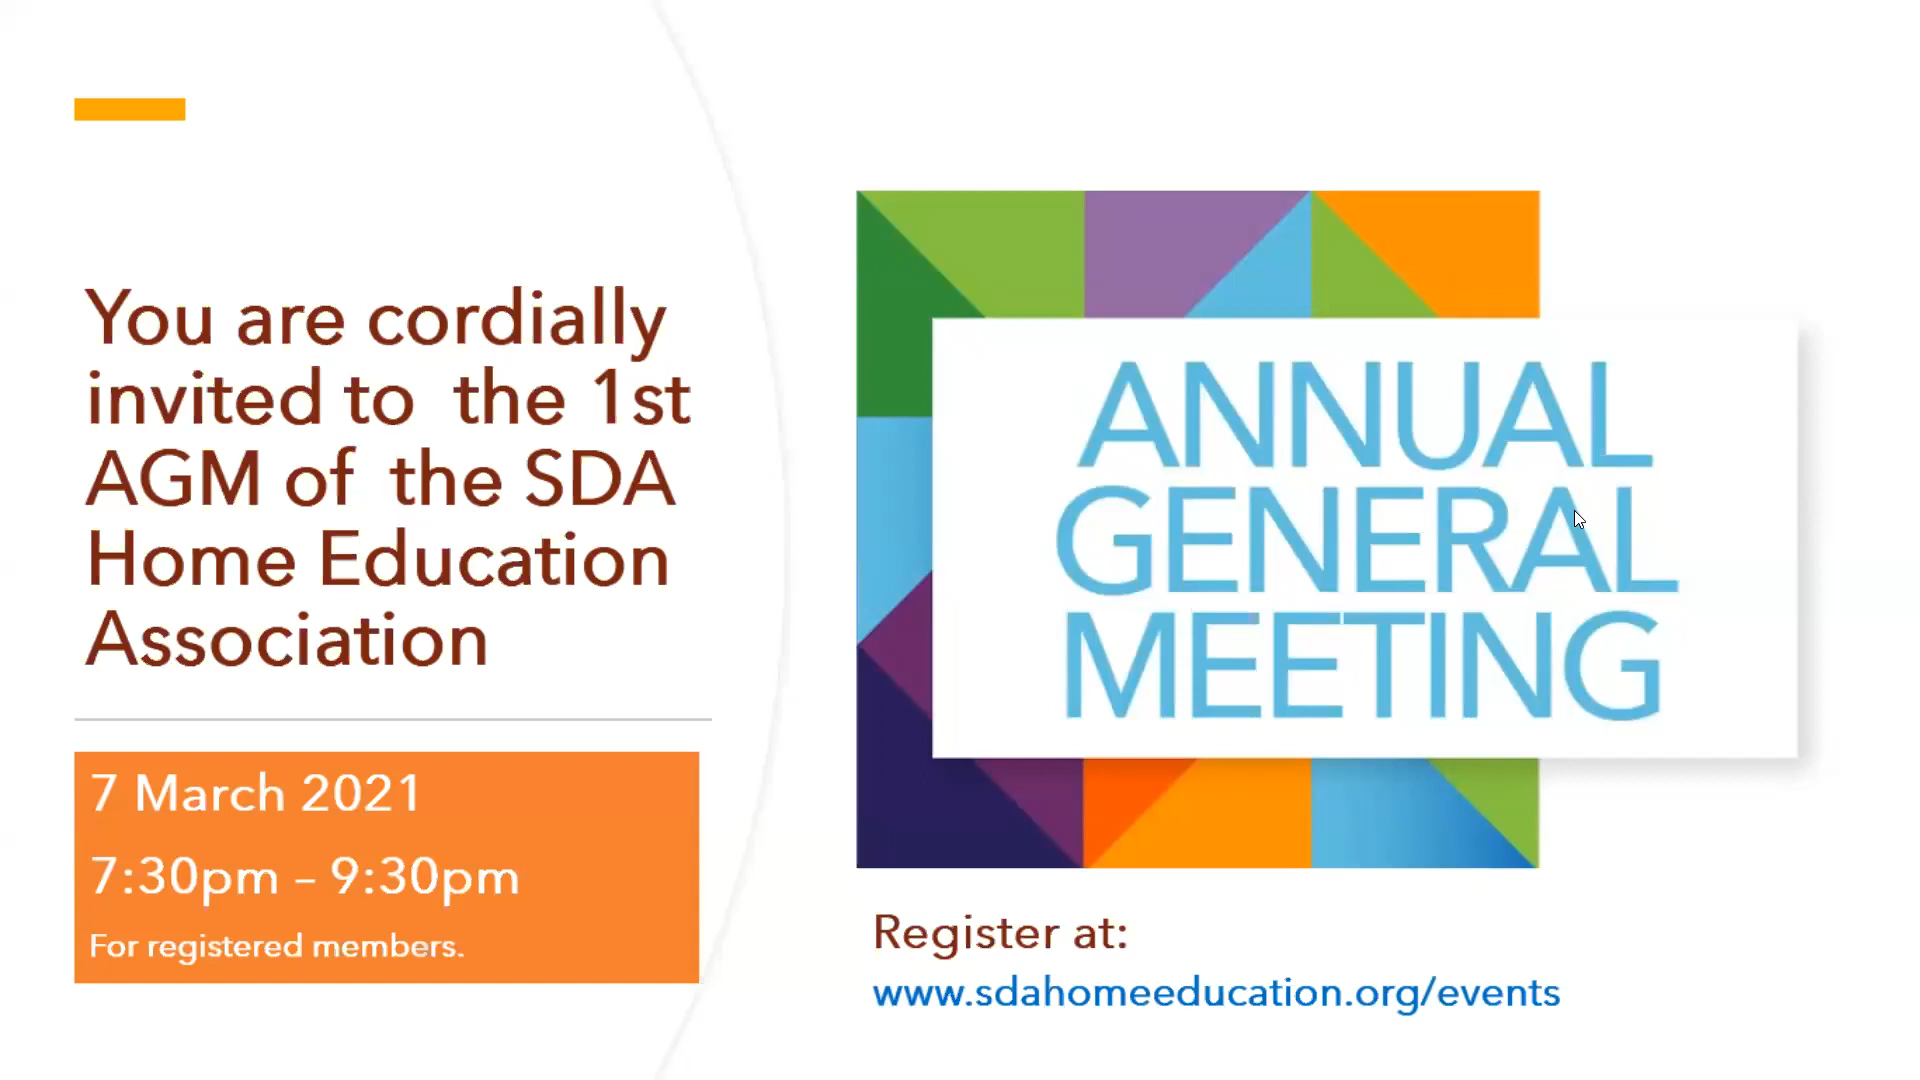 You are cordially
invited to the 1st
AGM of the SDA
Home Education
Association
7 March 2021
7:30pm – 9:30pm
For registered members.
ANNUAL
GENERAL
MEETING
Register at:
www.sdahomeeducation.org/events